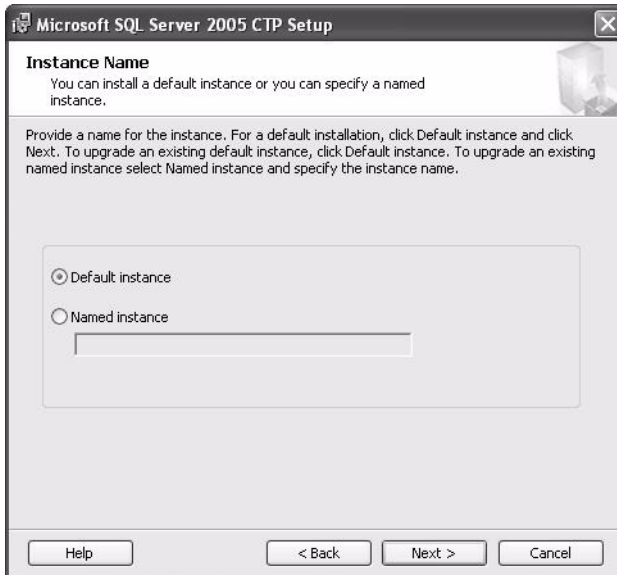 Microsoft SQL Server 2005 CTP Setup
Instance Name
You can install a default instance or you can specify a named
instance.
Provide a name for the instance. For a default installation, click Default instance and click
Next. To upgrade an existing default instance, click Default instance. To upgrade an existing
named instance select Named instance and specify the instance name.
Default instance
Named instance
Help
< Back
Next >
Cancel